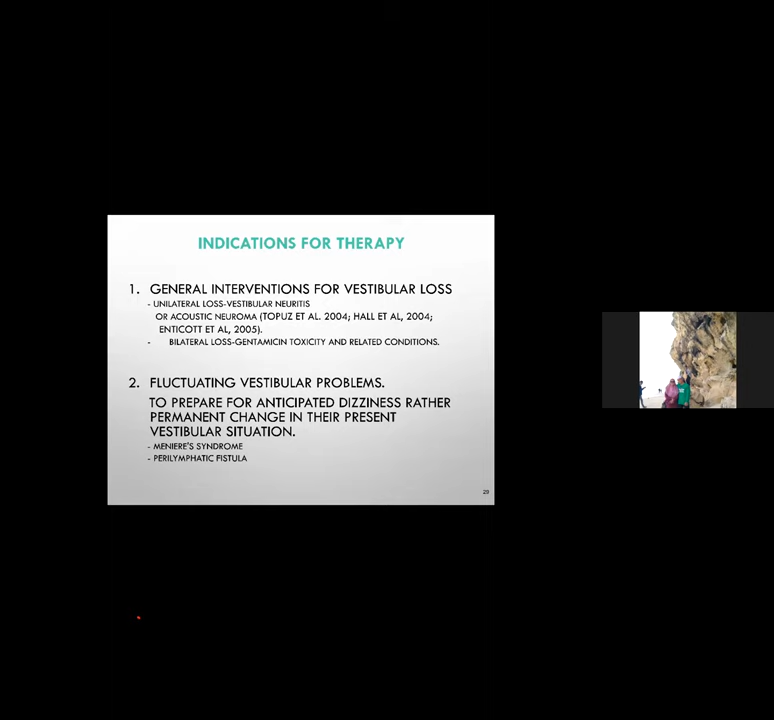 INDICATIONS FOR THERAPY
1. GENERAL INTERVENTIONS FOR VESTIBULAR LOSS
- UNILATERAL LOSS-VESTIBULAR NEURITIS
OR ACOUSTIC NEUROMA (TOPUZ ET AL. 2004; HALL ET AL, 2004;
ENTICOTT ET AL, 2005).
- BILATERAL LOSS-GENTAMICIN TOXICITY AND RELATED CONDITIONS.
2. FLUCTUATING VESTIBULAR PROBLEMS.
TO PREPARE FOR ANTICIPATED DIZZINESS RATHER
PERMANENT CHANGE IN THEIR PRESENT
VESTIBULAR SITUATION.
- MENIERE'S SYNDROME
- PERILYMPHATIC FISTULA
29